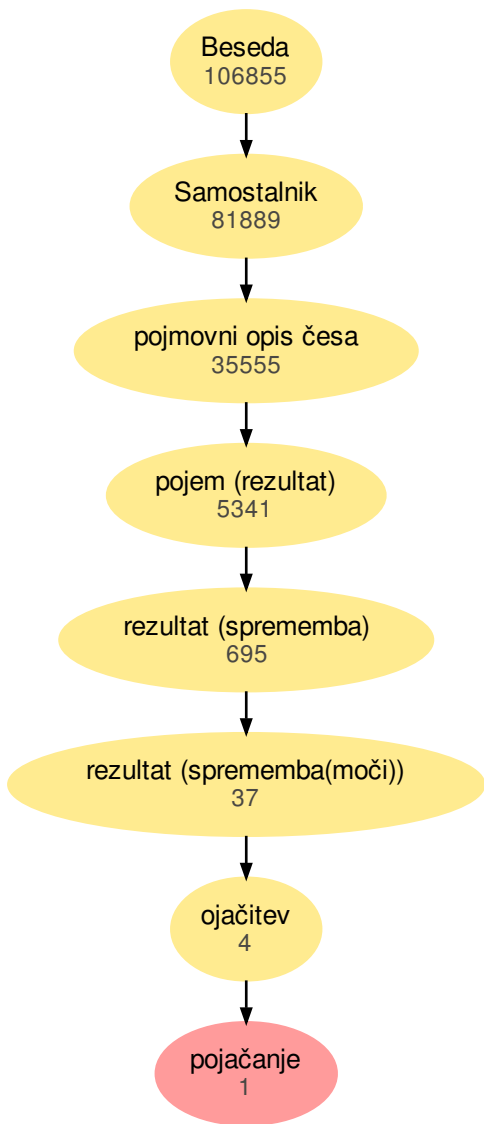 Beseda
106855
Samostalnik
81889
pojmovni opis česa
35555
pojem (rezultat)
5341
rezultat (sprememba)
695
rezultat (sprememba(moči))
37
ojačitev
4
pojačanje
1